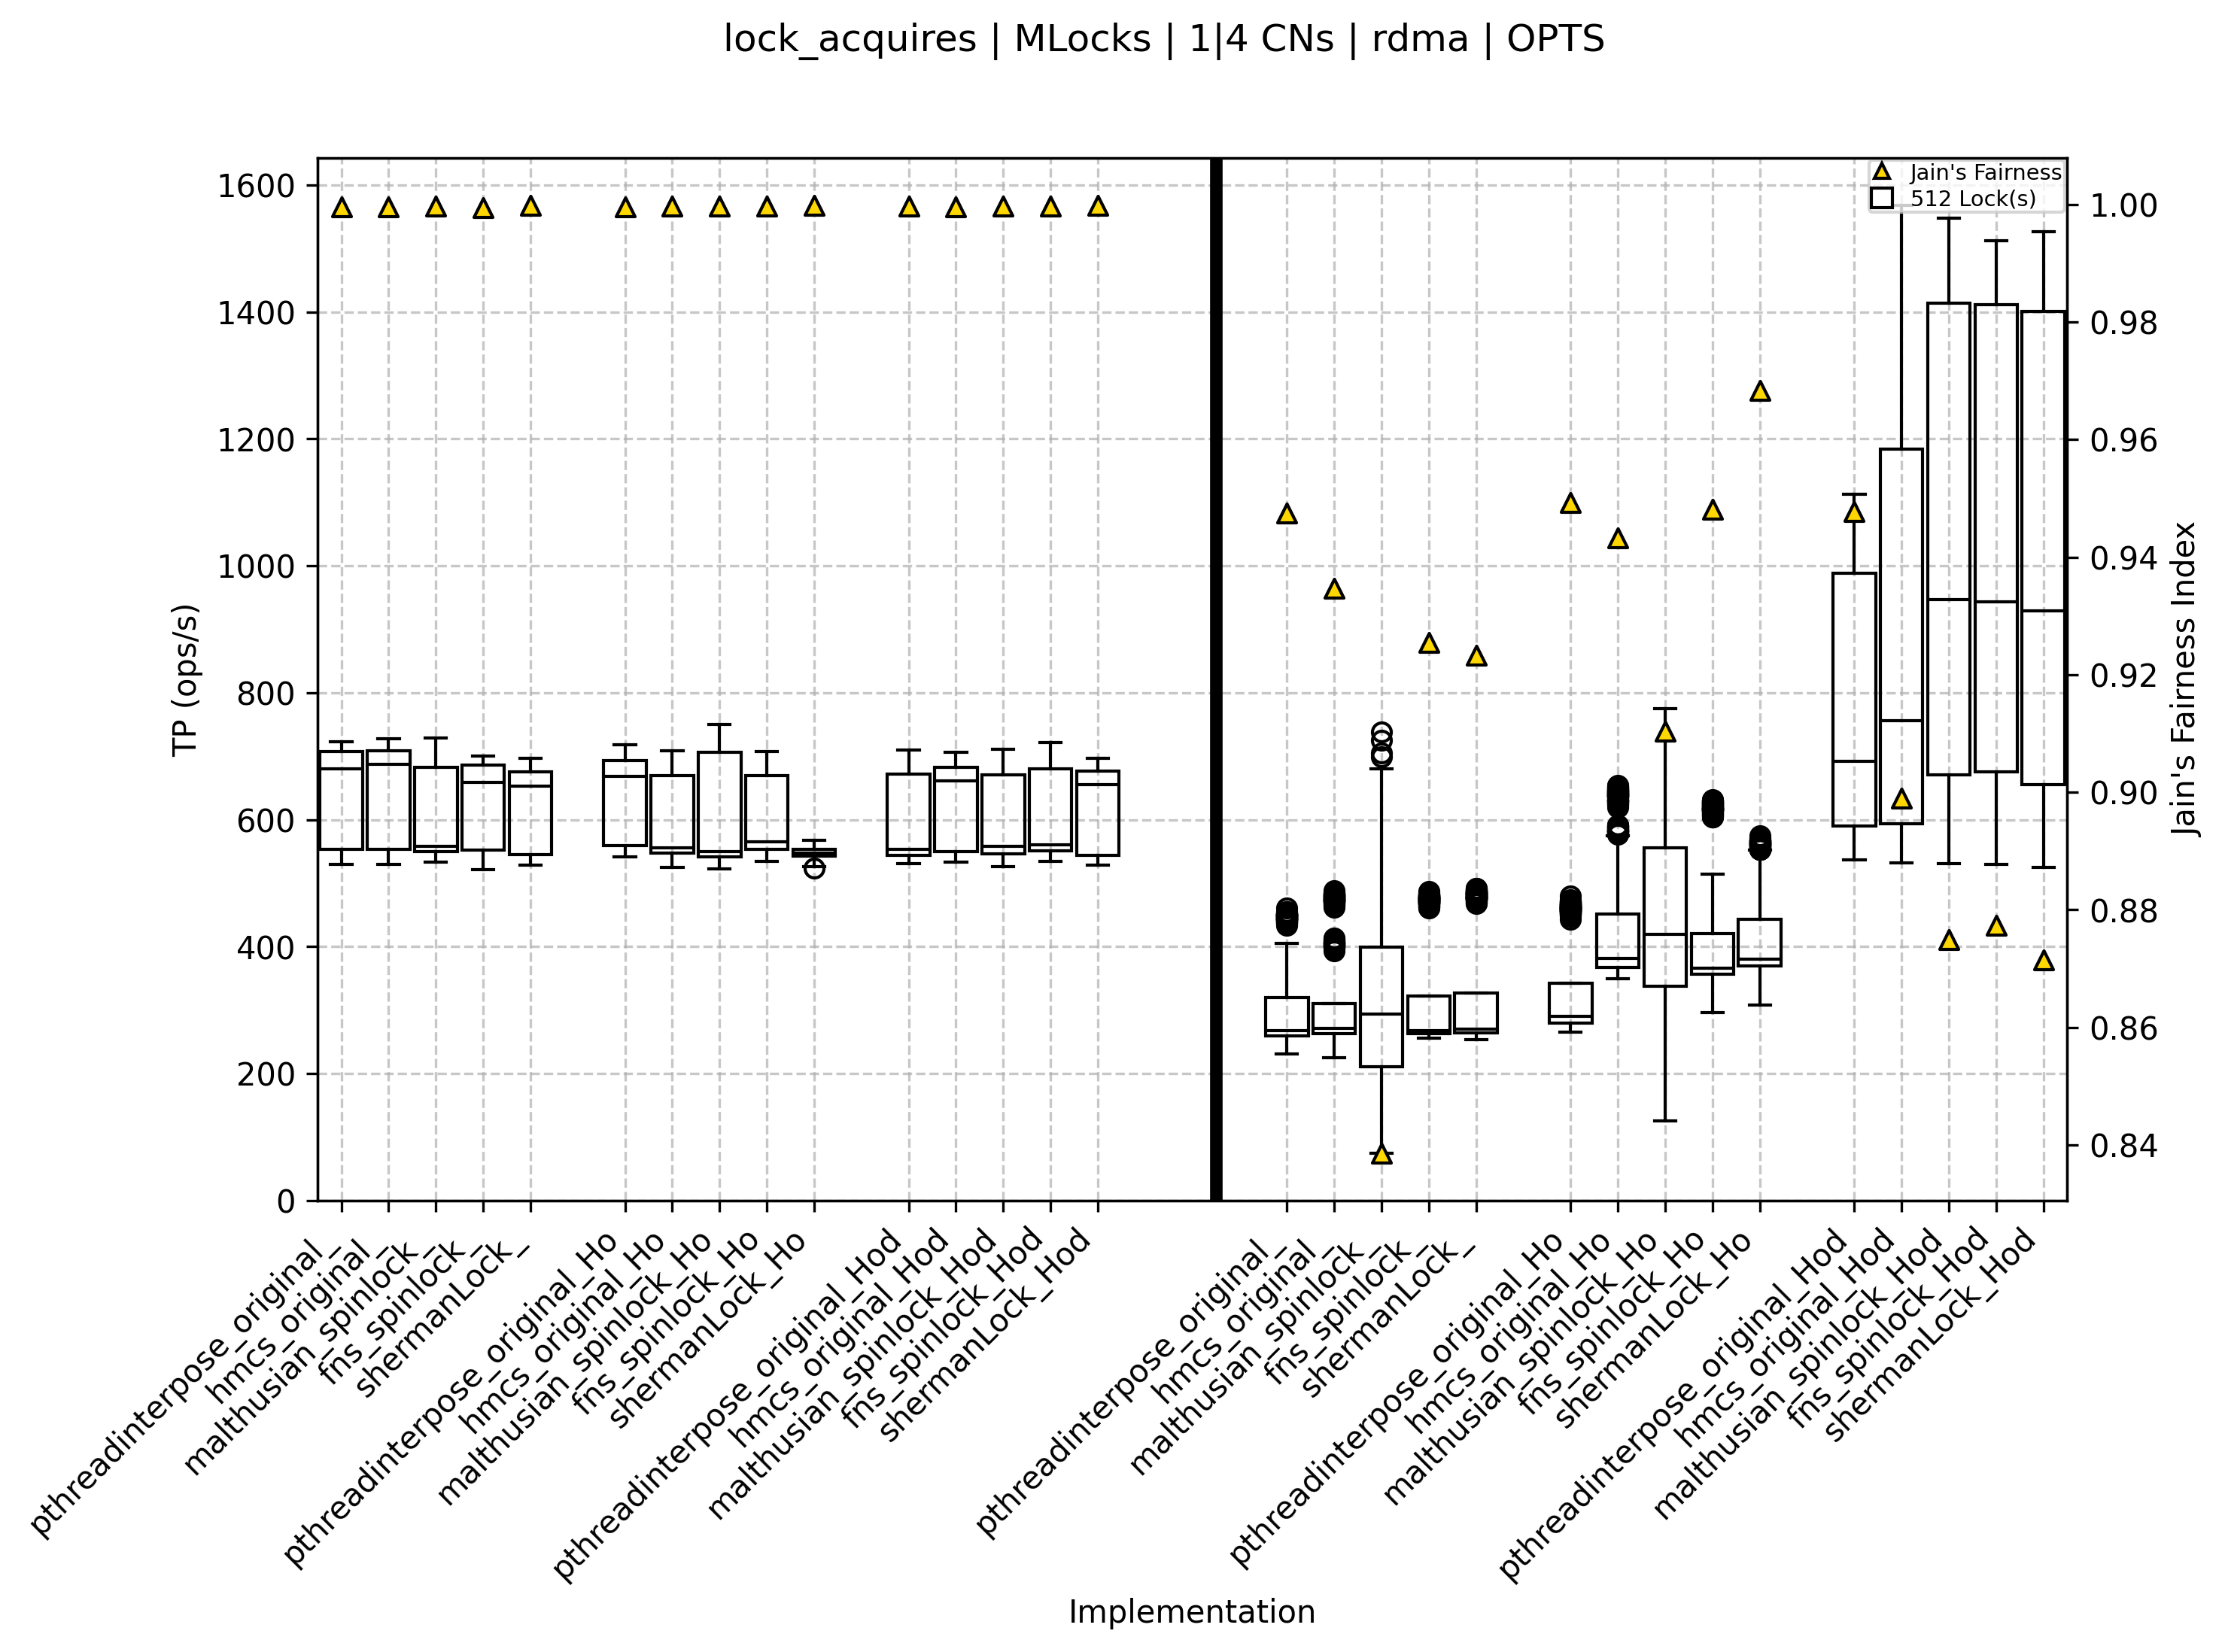 lock_acquires | MLocks | 1|4 CNs | rdma | OPTS
Jain's Fairness
512 Lock(s)
TP (ops/s)
1600
1400
1200
1000
800
600
400
200
0
1.00
0.98
0.96
0.94
0.92
0.90
0.88
0.86
0.84
Jain's Fairness Index
pthreadinterpose_original_
hmcs_original_
malthusian_spinlock_
fns_spinlock_
shermanLock_
pthreadinterpose_original_Ho
hmcs_original_Ho
malthusian_spinlock_Ho
fns_spinlock_Ho
shermanLock_Ho
pthreadinterpose_original_Hod
hmcs_original_Hod
malthusian_spinlock_Hod
fns_spinlock_Hod
shermanLock_Hod
pthreadinterpose_original_
hmcs_original_
malthusian_spinlock_
fns_spinlock_
shermanLock_
pthreadinterpose_original_Ho
hmcs_original_Ho
malthusian_spinlock_Ho
fns_spinlock_Ho
shermanLock_Ho
pthreadinterpose_original_Hod
hmcs_original_Hod
malthusian_spinlock_Hod
fns_spinlock_Hod
shermanLock_Hod
Implementation